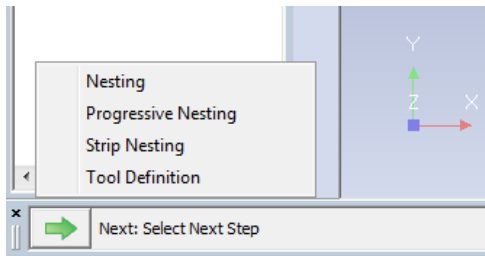 Y
Z X
Nesting
Progressive Nesting
Strip Nesting
Tool Definition
Next: Select Next Step